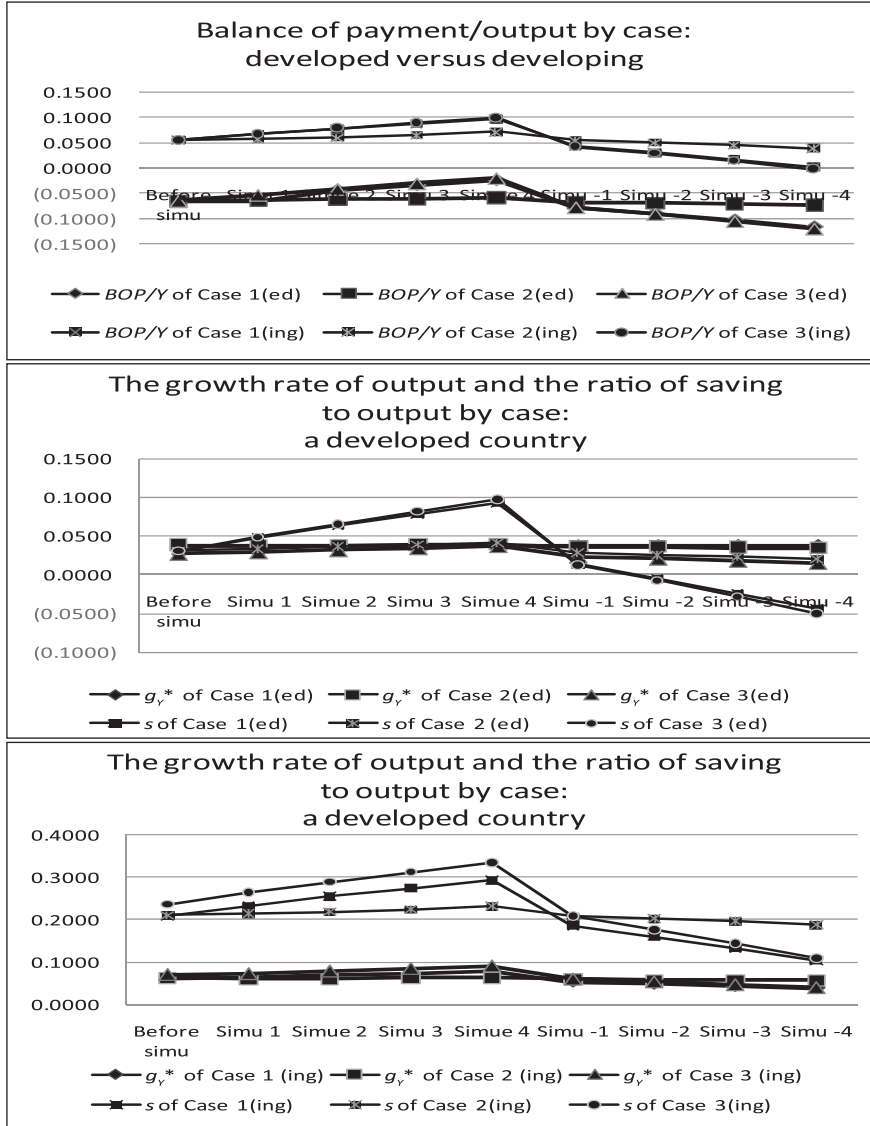 Balance of payment/output by case:
developed versus developing
0.1500
0.1000
0.0500
0.0000
(0.0500)
(0.1000)
(0.1500)
Before Simu 1 Simue 2 Simu 3 Simue 4 Simu -1 Simu -2 Simu -3 Simu -4
simu
BOP/Y of Case 1(ed) BOP/Y of Case 2(ed) BOP/Y of Case 3(ed)
BOP/Y of Case 1(ing) BOP/Y of Case 2(ing) BOP/Y of Case 3(ing)
The growth rate of output and the ratio of saving
to output by case:
a developed country
0.1500
0.1000
0.0500
0.0000
(0.0500)
(0.1000)
Before Simu 1 Simue 2 Simu 3 Simue 4 Simu -1 Simu -2 Simu -3 Simu -4
simu
g_Y* of Case 1(ed) g_Y* of Case 2(ed) g_Y* of Case 3(ed)
s of Case 1(ed) s of Case 2 (ed) s of Case 3 (ed)
The growth rate of output and the ratio of saving
to output by case:
a developed country
0.4000
0.3000
0.2000
0.1000
0.0000
Before Simu 1 Simue 2 Simu 3 Simue 4 Simu -1 Simu -2 Simu -3 Simu -4
simu
g_Y* of Case 1 (ing) g_Y* of Case 2 (ing) g_Y* of Case 3 (ing)
s of Case 1(ing) s of Case 2(ing) s of Case 3(ing)